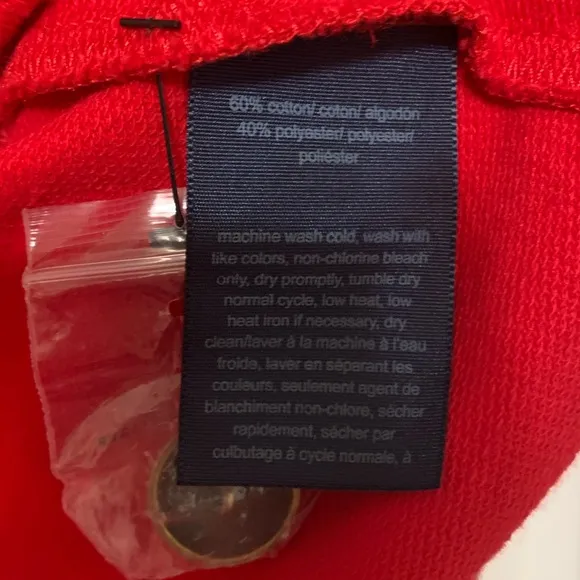 60% cotton/ coton/ algodón
40% polyester/ polyester/
poliéster
machine wash cold, wash with
like colors, non-chlorine bleach
only, dry promptly, tumble dry
normal cycle, low heat, low
heat iron if necessary, dry
clean/laver à la machine à l'eau
froide, laver en séparant les
couleurs, seulement agent de
blanchiment non-chlore, sécher
rapidement, sécher par
culbutage à cycle normale, à